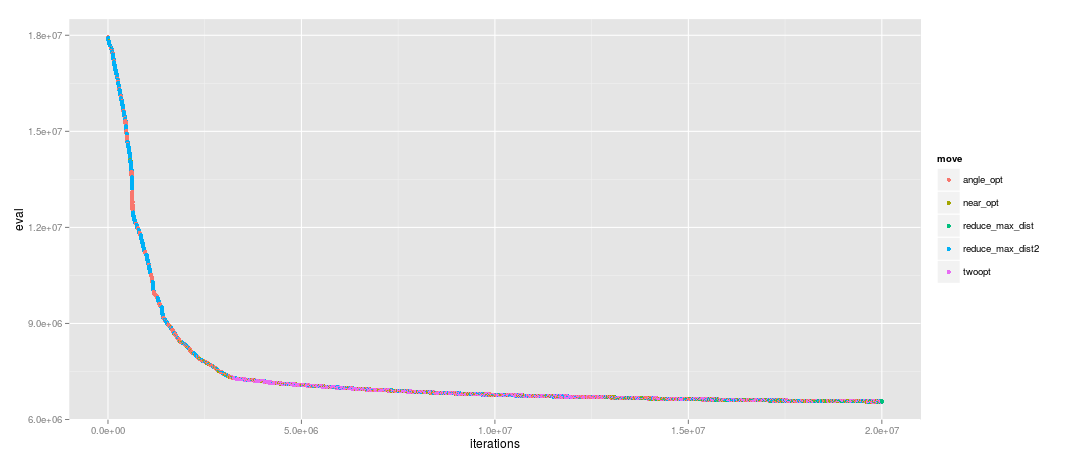 1.8e+07
1.5e+07
1.2e+07
9.0e+06
6.0e+06
eval
0.0e+00 5.0e+06 1.0e+07 1.5e+07 2.0e+07
iterations
move
angle_opt
near_opt
reduce_max_dist
reduce_max_dist2
twoopt